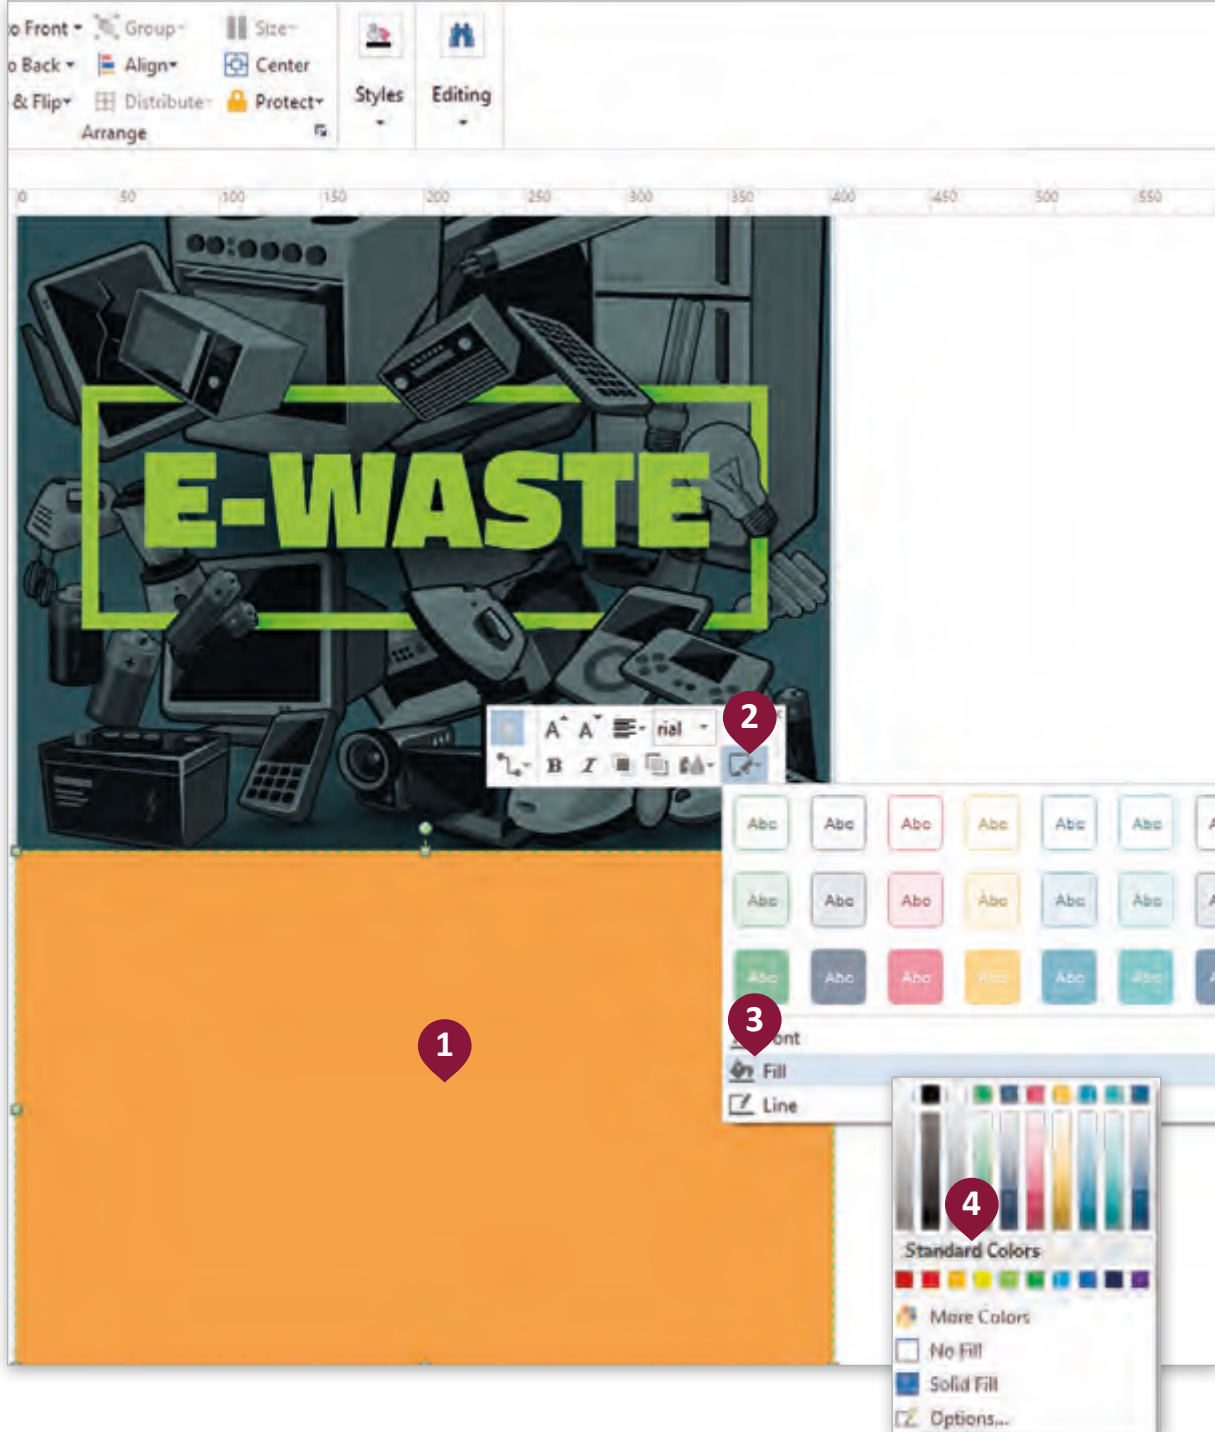 o Front Group Size
o Back Align Center
& Flip Distribute Protect
Arrange
Styles
Editing
0 50 100 150 200 250 300 350 400 450 500 550
E-WASTE
2
A A rial
B I
Abc Abc Abc Abc Abc Abc A
Abc Abc Abc Abc Abc Abc A
Abc Abc Abc Abc Abc Abc A
3
ont
1
Fill
Line
4
Standard Colors
More Colors
No Fill
Solid Fill
Options...